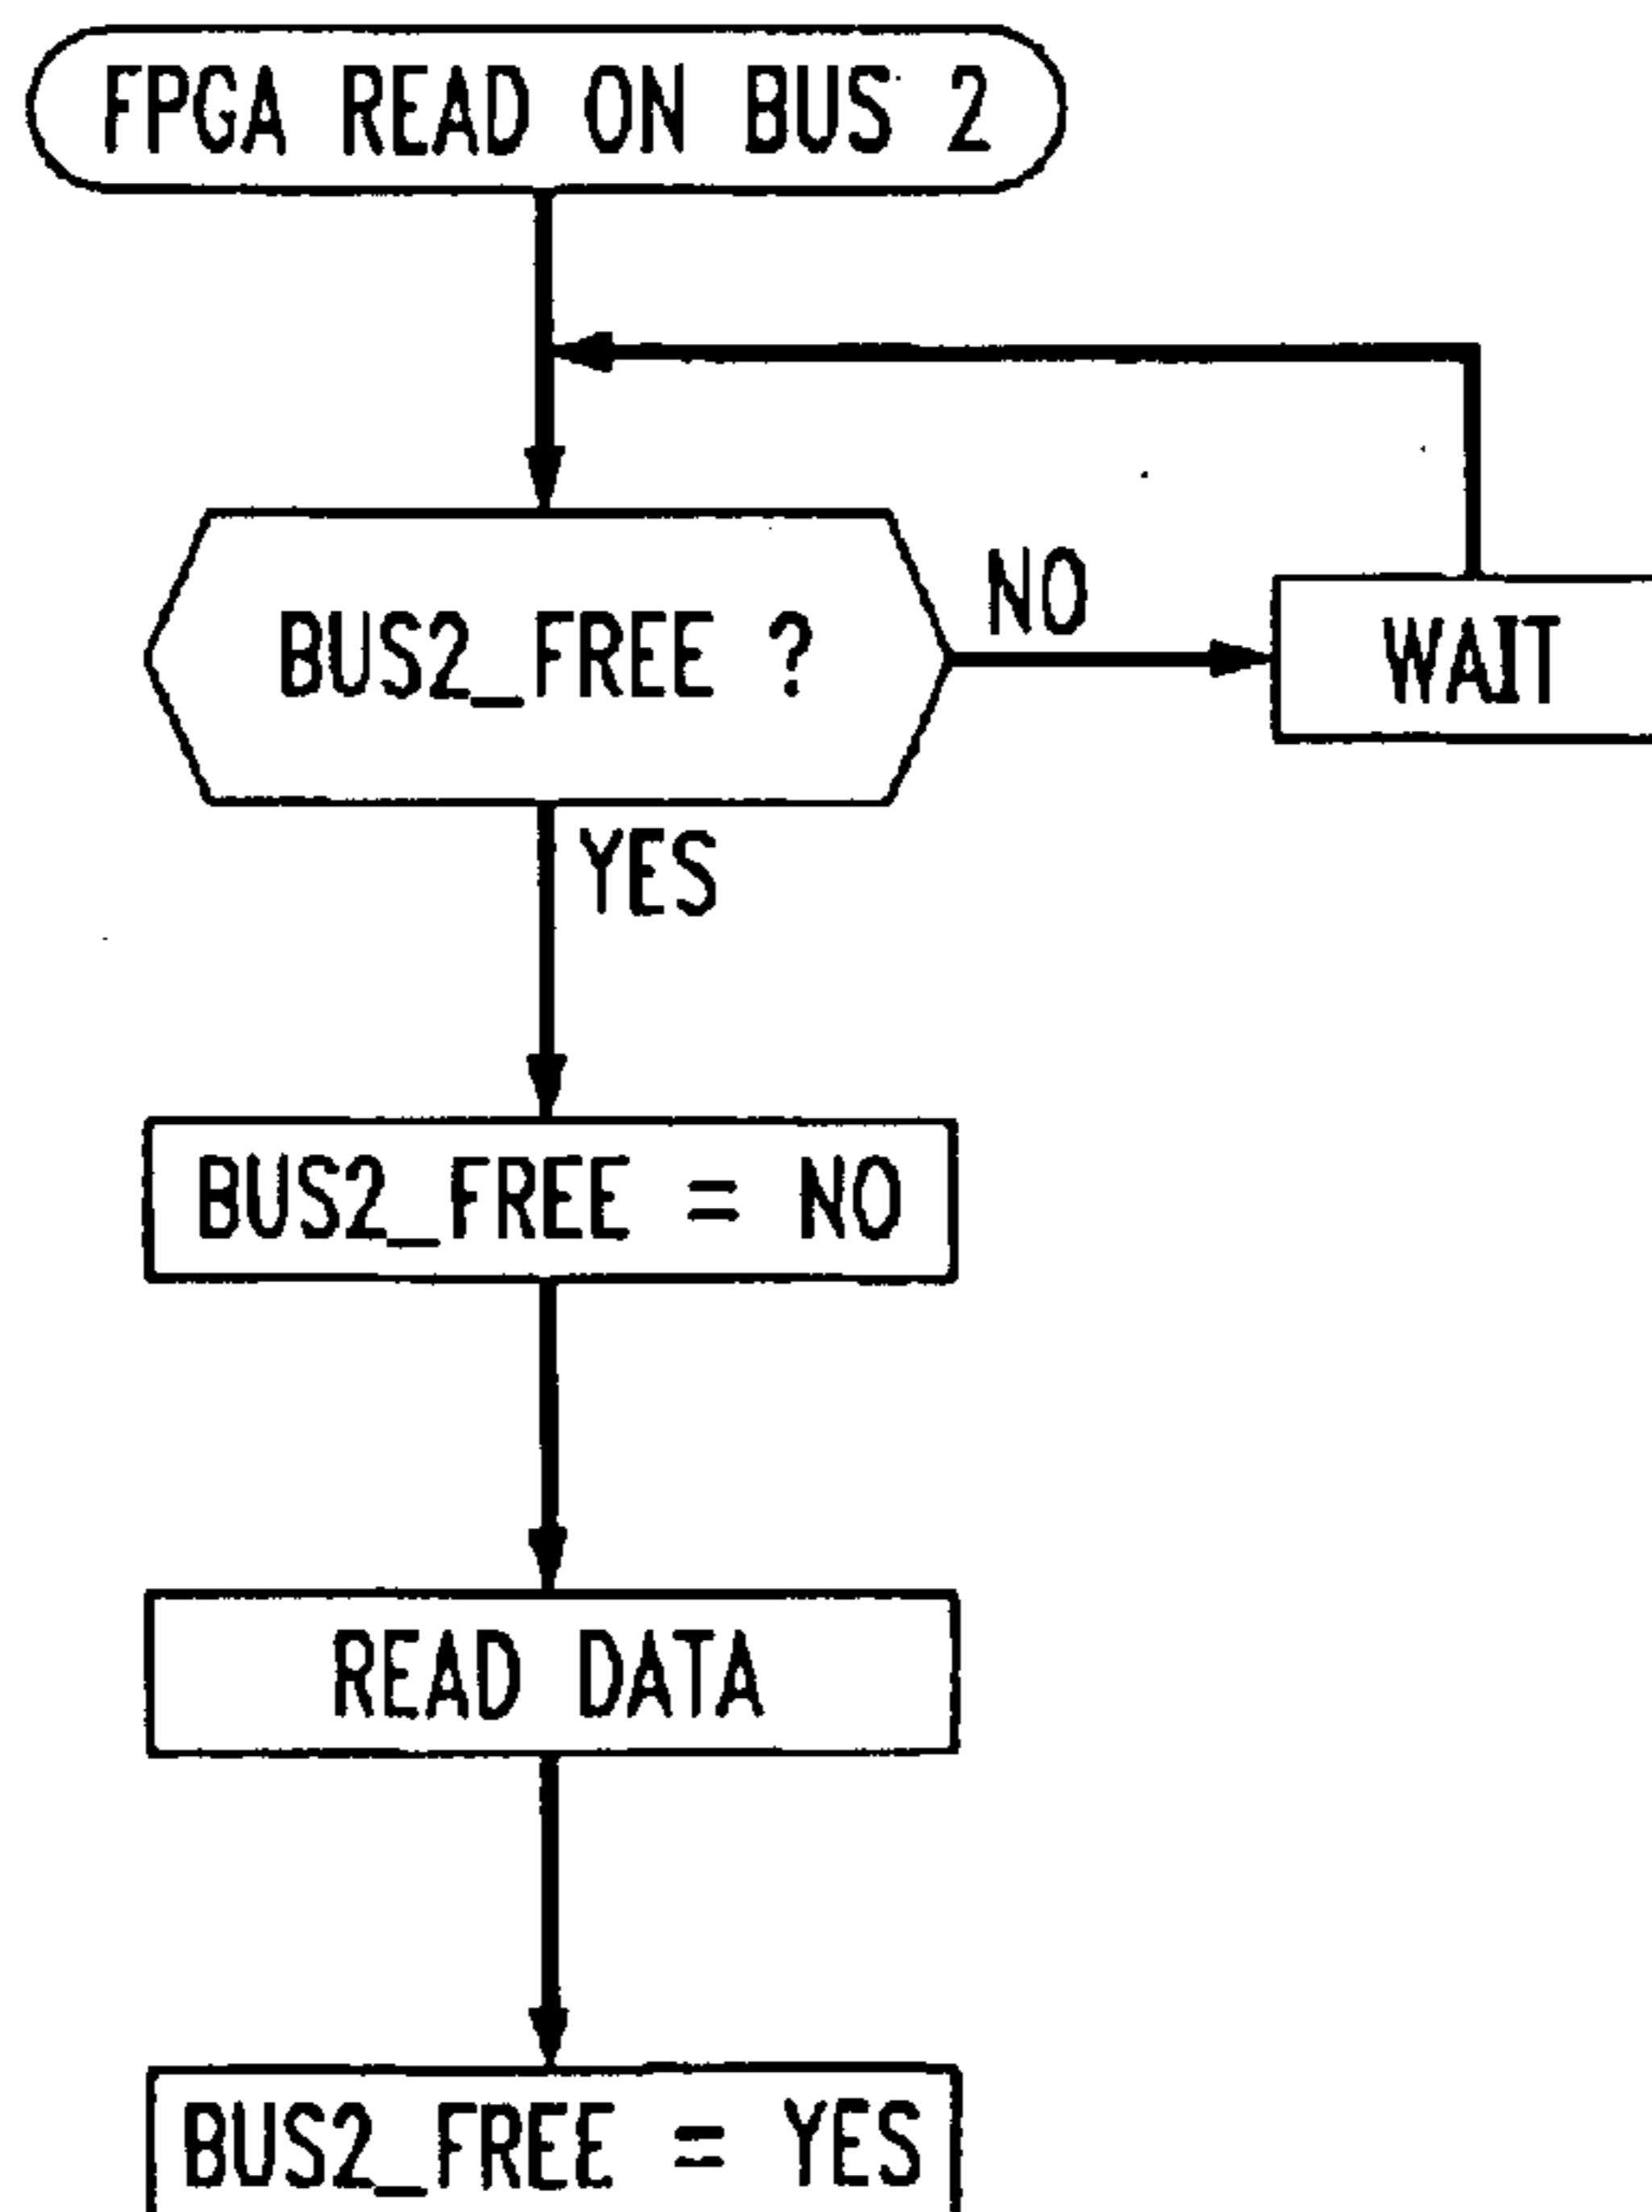 FPGA READ ON BUS 2
BUS2_FREE ?
NO
WAIT
YES
BUS2_FREE = NO
READ DATA
BUS2_FREE = YES